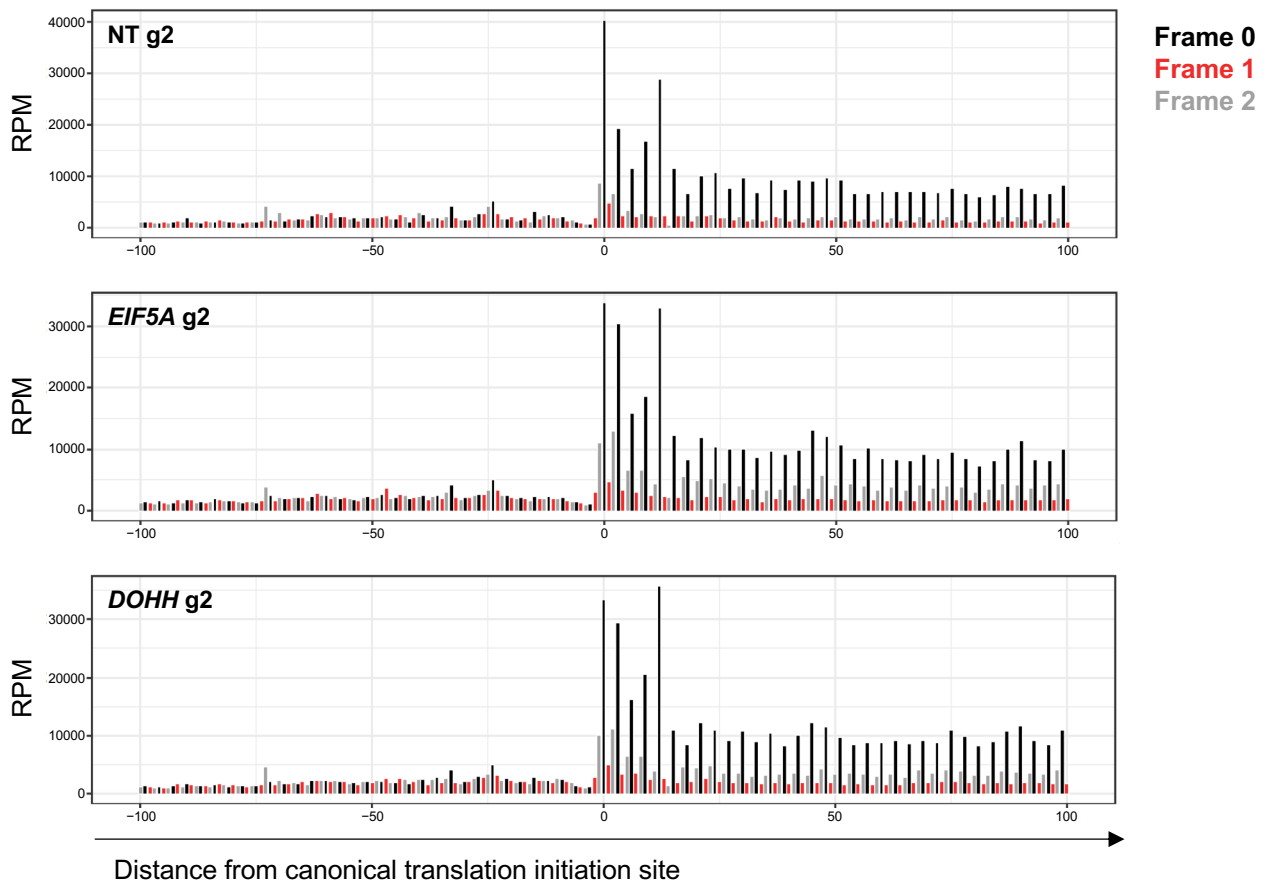 NT g2
Frame 0
Frame 1
Frame 2
RPM
40000
30000
20000
10000
0
−100
−50
0
50
100
EIF5A g2
RPM
30000
20000
10000
0
−100
−50
0
50
100
DOHH g2
RPM
30000
20000
10000
0
−100
−50
0
50
100
Distance from canonical translation initiation site